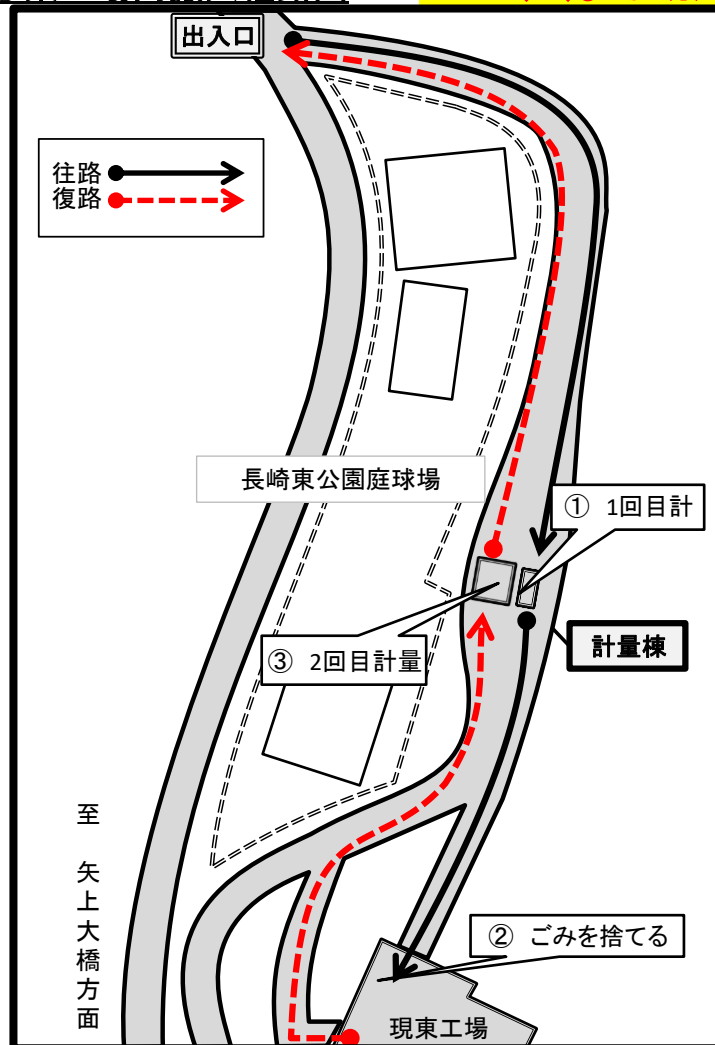 出入口
往路
復路
長崎東公園庭球場
① 1回目計
③ 2回目計量
計量棟
至 矢上大橋方面
② ごみを捨てる
現東工場